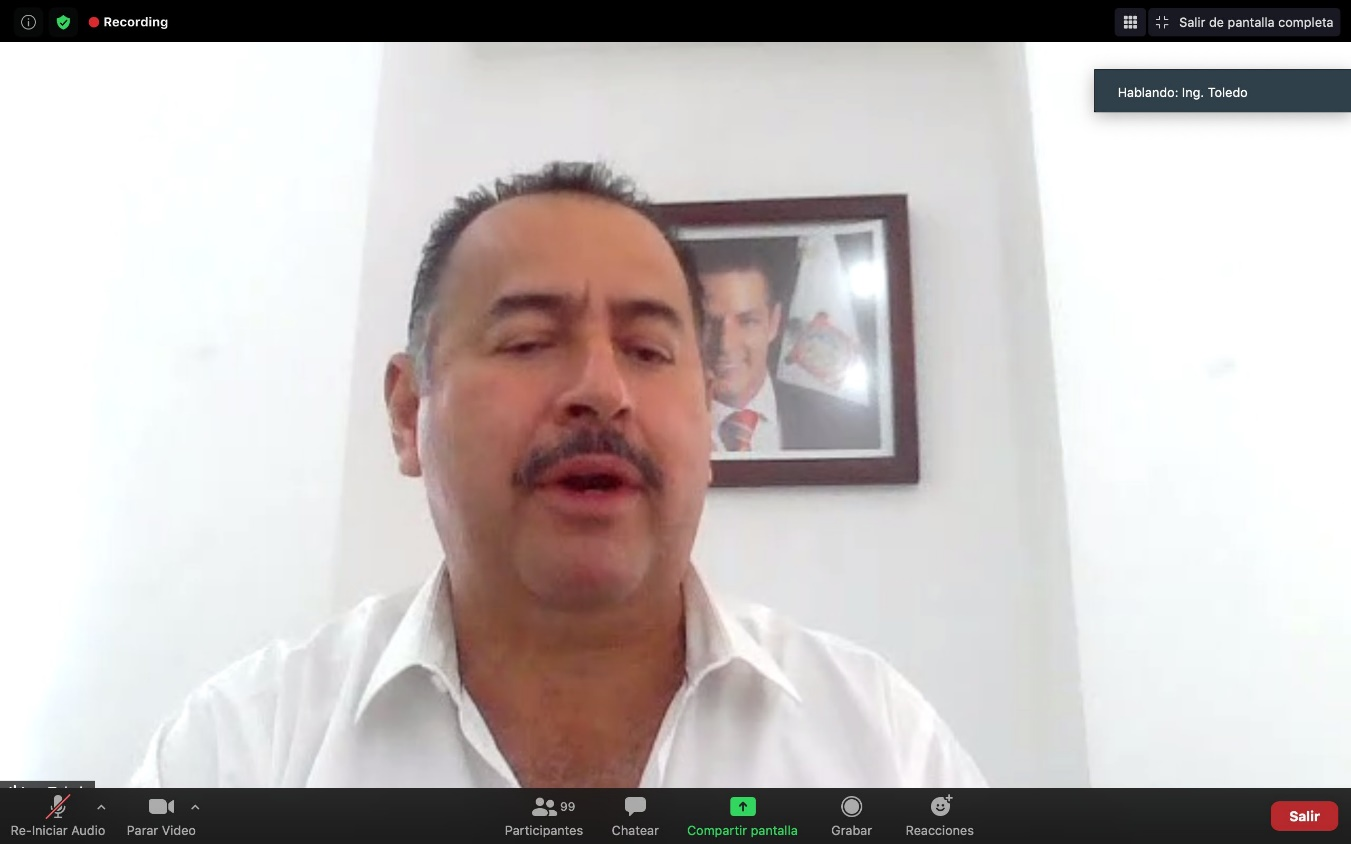 Recording
Salir de pantalla completa
Hablando: Ing. Toledo
Re-Iniciar Audio
Parar Video
Participantes
99
Chatear
Compartir pantalla
Grabar
Reacciones
Salir